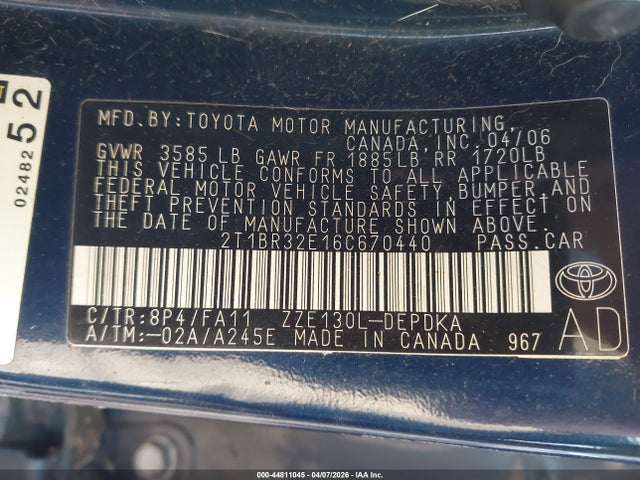 MFD.BY:TOYOTA MOTOR MANUFACTURING,
CANADA,INC.04/06
GVWR 3585 LB GAWR FR 1885LB RR 1720LB
THIS VEHICLE CONFORMS TO ALL APPLICABLE
FEDERAL MOTOR VEHICLE SAFETY, BUMPER AND
THEFT PREVENTION STANDARDS IN EFFECT ON
THE DATE OF MANUFACTURE SHOWN ABOVE.
2T1BR32E16C670440 PASS.CAR
C/TR:8P4/FA11 ZZE130L-DEPDKA
A/TM:-02A/A245E MADE IN CANADA 967
AD
52
02482
000-44811045 04/07/2026 IAA Inc.